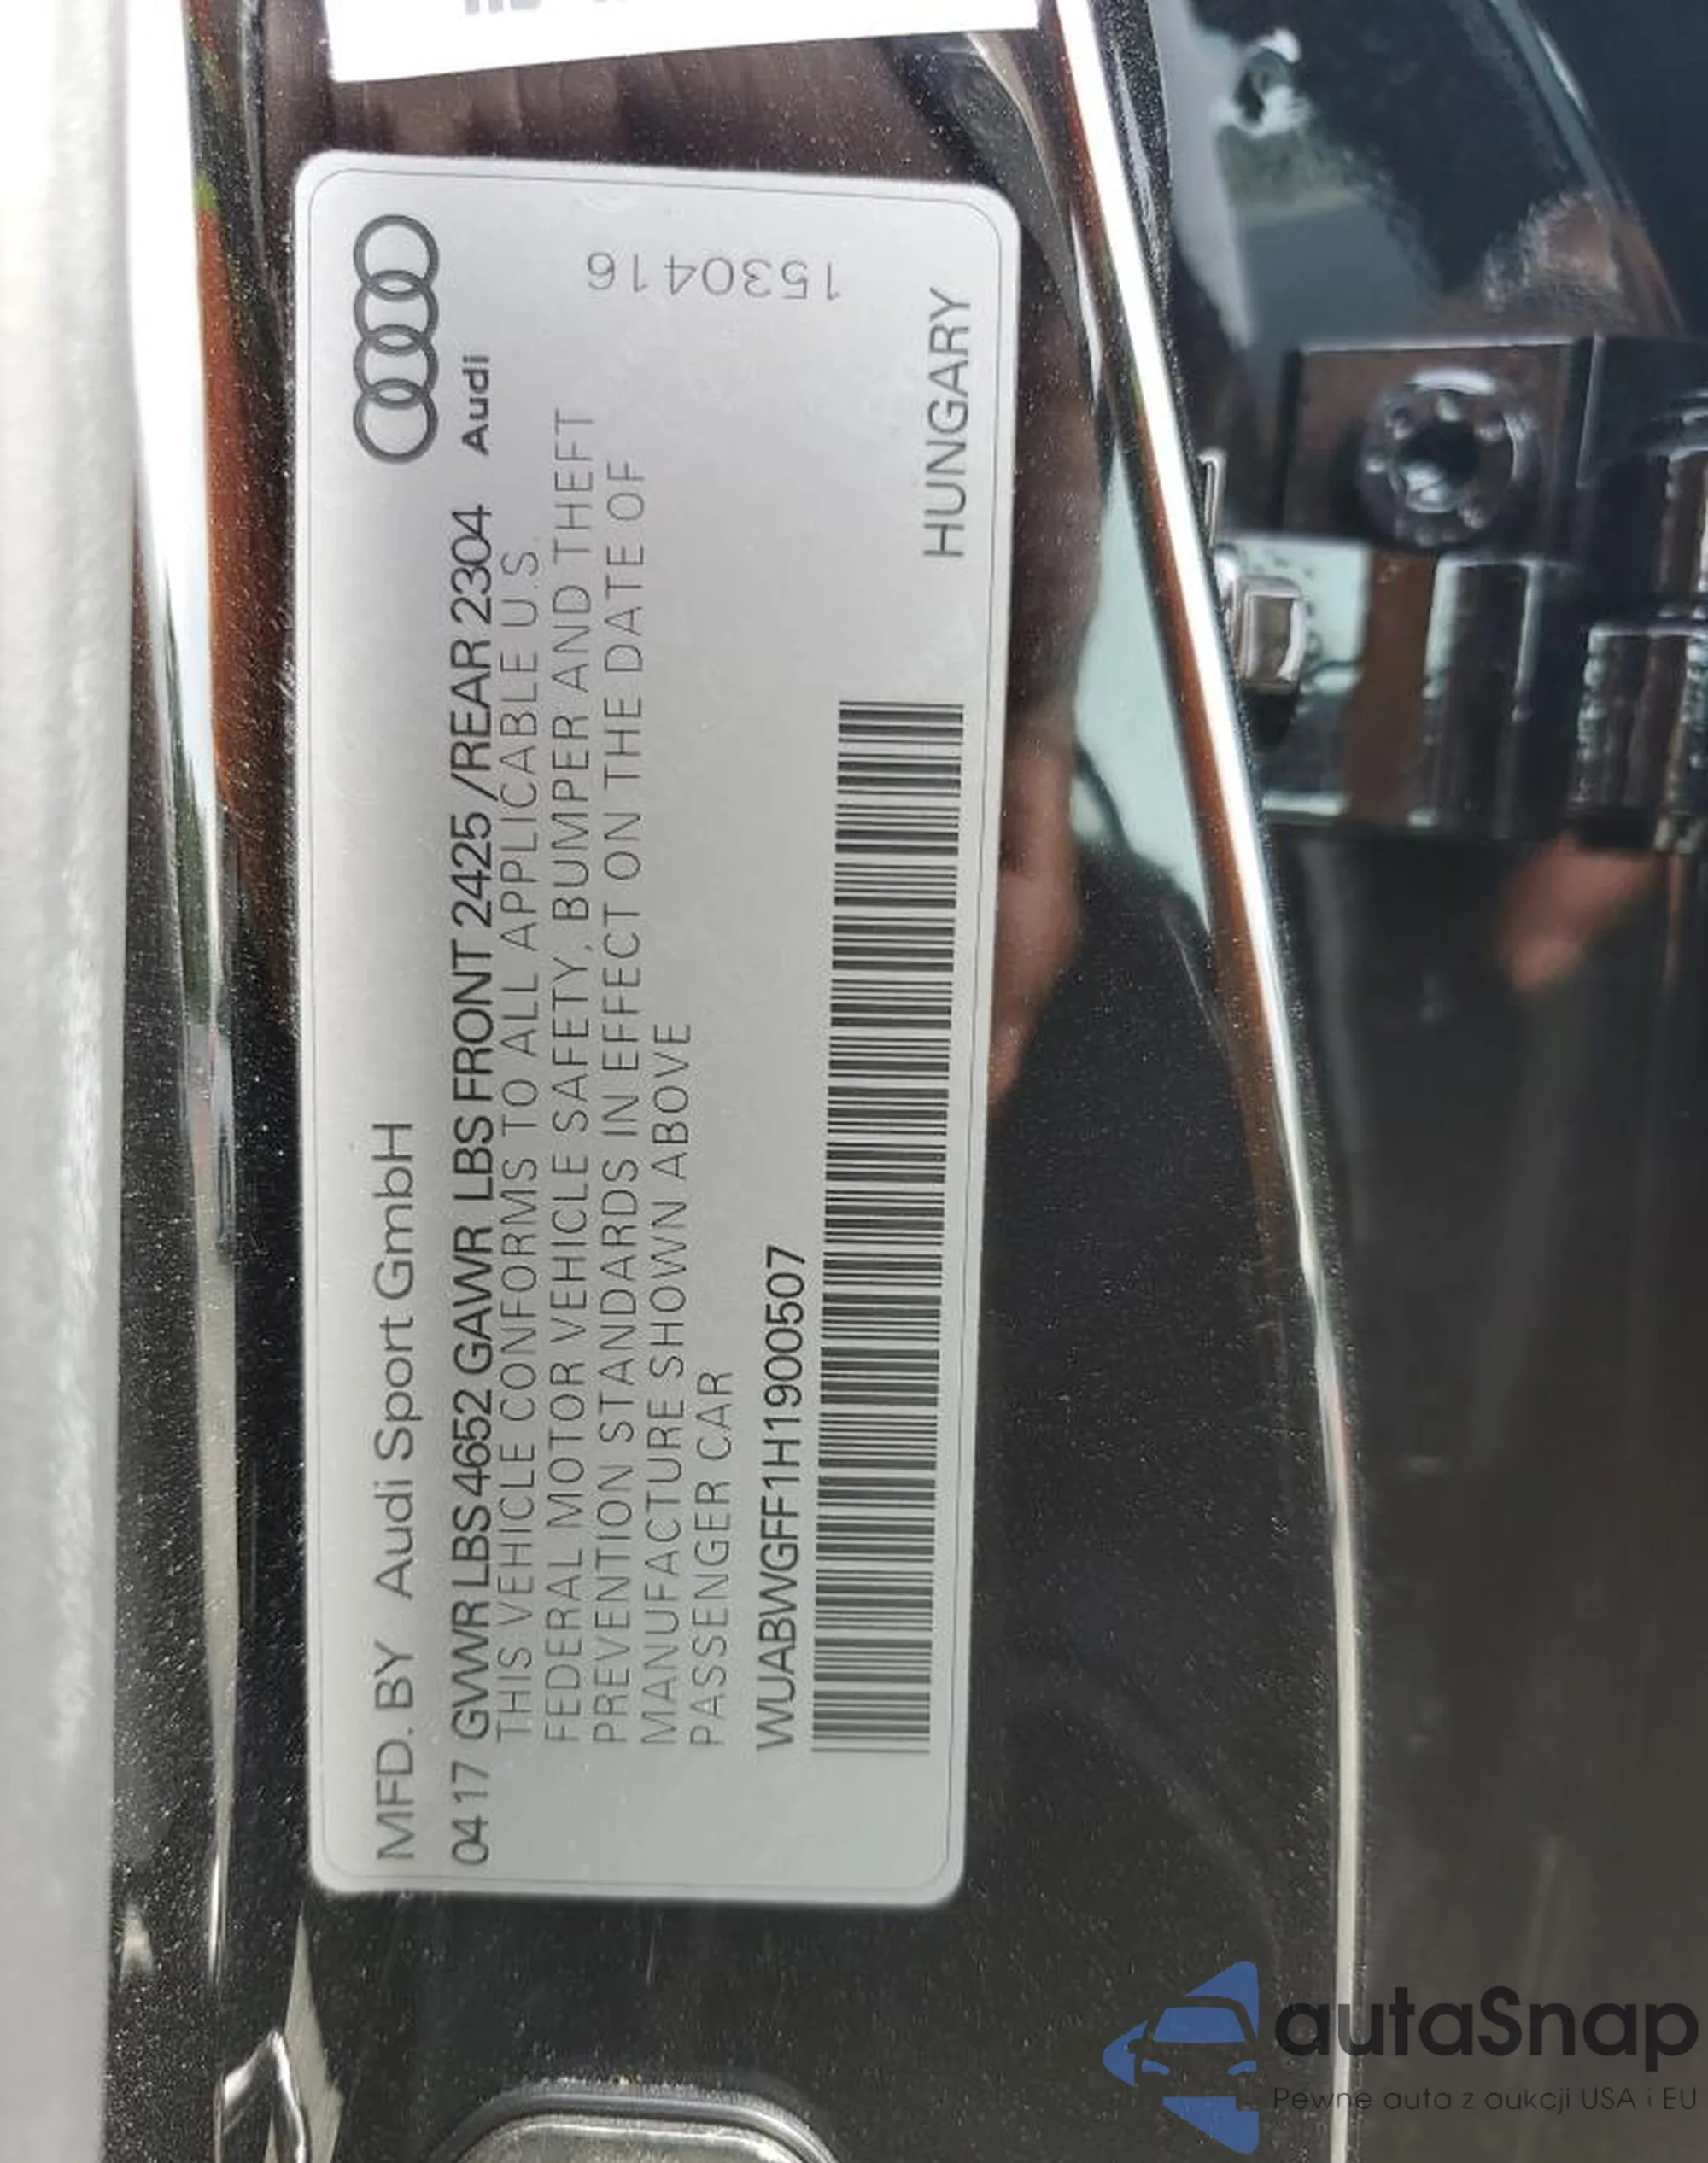 MFD. BY Audi Sport GmbH
Audi
04 17 GVWR LBS 4652 GAWR LBS FRONT 2425 / REAR 2304
THIS VEHICLE CONFORMS TO ALL APPLICABLE U.S.
FEDERAL MOTOR VEHICLE SAFETY, BUMPER AND THEFT
PREVENTION STANDARDS IN EFFECT ON THE DATE OF
MANUFACTURE SHOWN ABOVE
PASSENGER CAR
1530416
WUABWGFF1H1900507
HUNGARY
autaSnap
Pewne auta z aukcji USA i EU